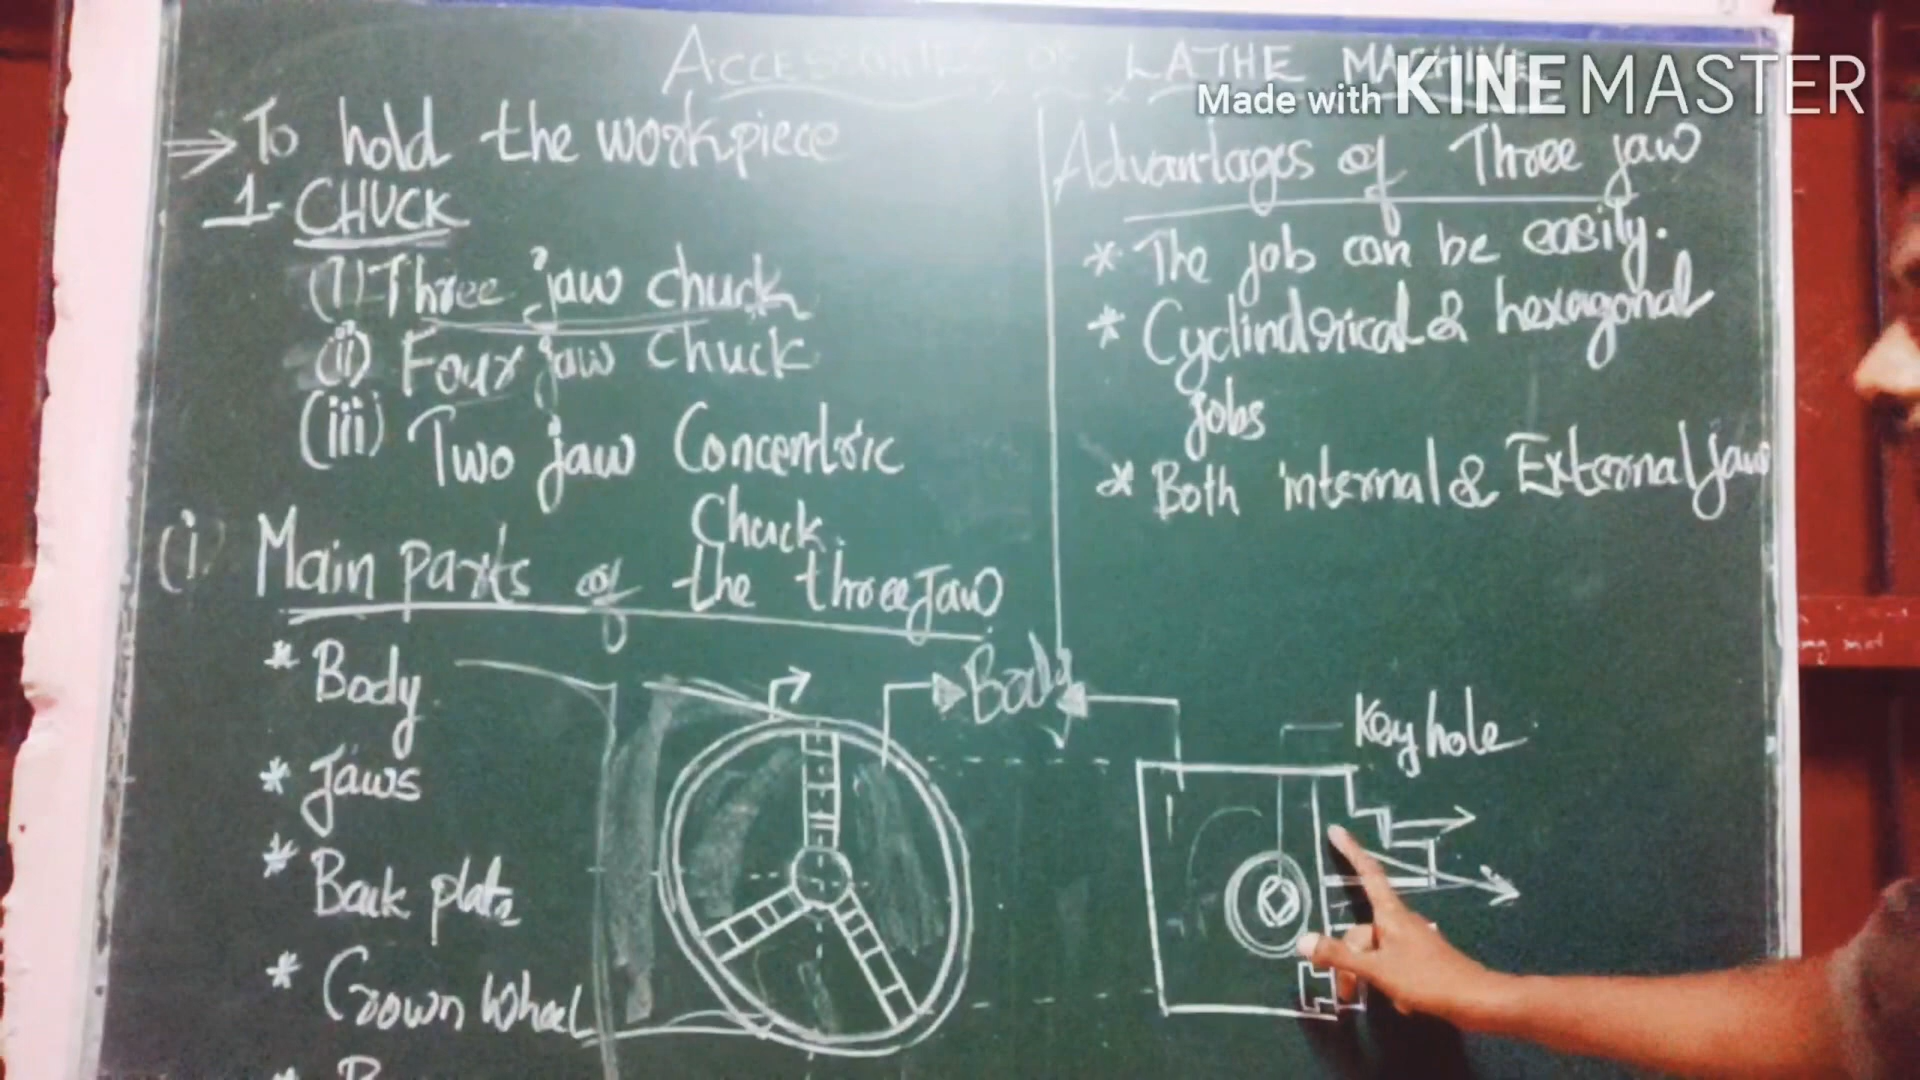 ACCESSORIES OF LATHE MACHINE
Made with KINEMASTER
→ To hold the workpiece
1- CHUCK
(i) Three jaw chuck
(ii) Four jaw chuck
(iii) Two jaw Concentric
Chuck.
(i) Main parts of the three Jaw
* Body
* Jaws
* Back plate
* Crown Wheel
Advantages of Three jaw
* The job can be easily.
* Cyclindrical & hexagonal
jobs
* Both internal & External jaws
Body
Key hole